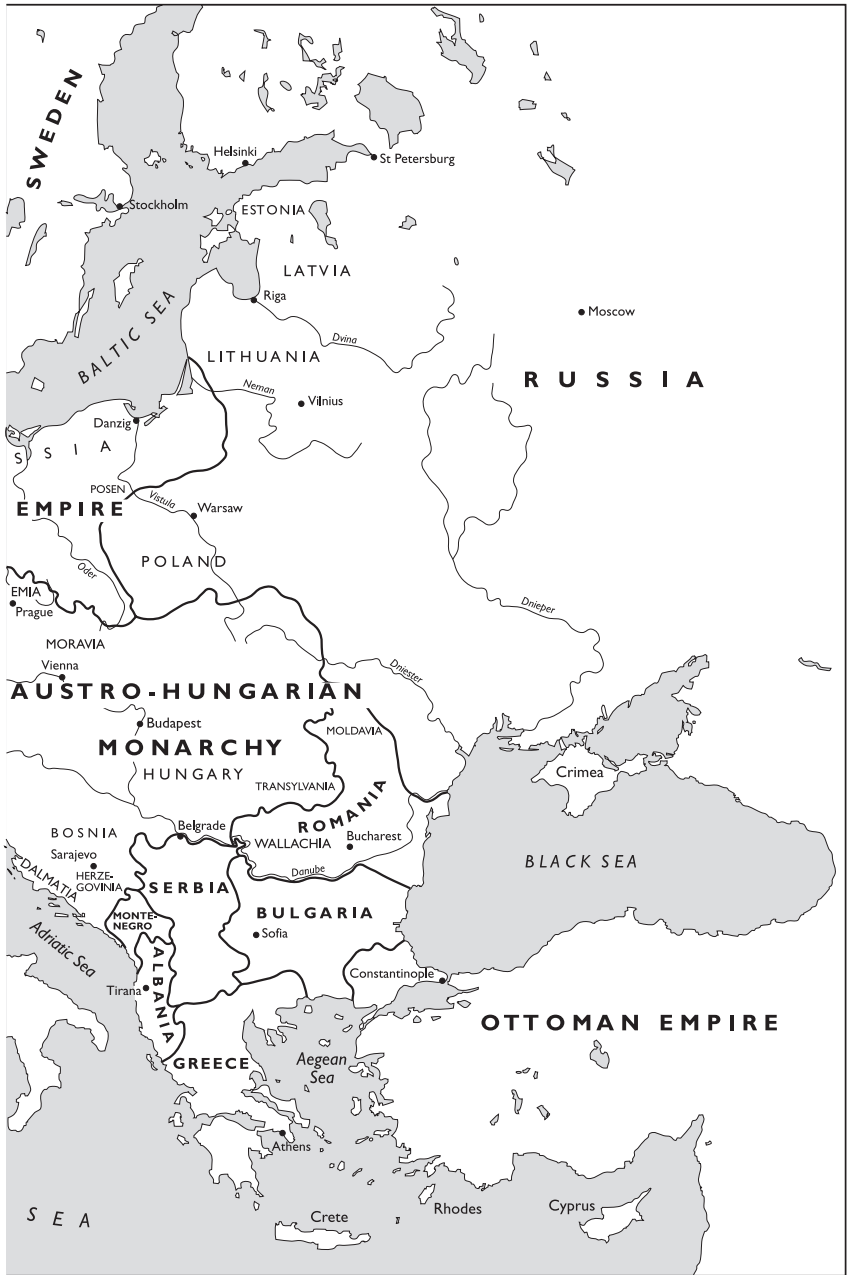 SWEDEN
Helsinki
St Petersburg
Stockholm
ESTONIA
LATVIA
Riga
BALTIC SEA
Moscow
Dvina
LITHUANIA
RUSSIA
Neman
Vilnius
Danzig
SSIA
POSEN
EMPIRE
Vistula
Warsaw
POLAND
Oder
EMIA
Prague
Dnieper
MORAVIA
Vienna
Dniester
AUSTRO-HUNGARIAN
Budapest
MOLDAVIA
MONARCHY
HUNGARY
Crimea
TRANSYLVANIA
ROMANIA
BOSNIA
Belgrade
WALLACHIA
Bucharest
Sarajevo
BLACK SEA
HERZE-
GOVINIA
DALMATIA
Danube
SERBIA
BULGARIA
MONTE-
NEGRO
Sofia
Adriatic Sea
ALBANIA
Constantinople
Tirana
OTTOMAN EMPIRE
GREECE
Aegean
Sea
Athens
Rhodes
Cyprus
Crete
SEA